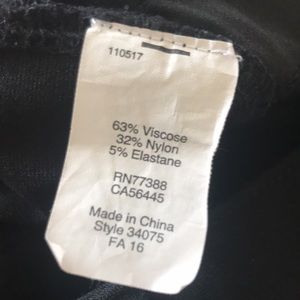 110517
63% Viscose
32% Nylon
5% Elastane
RN77388
CA56445
Made in China
Style 34075
FA 16